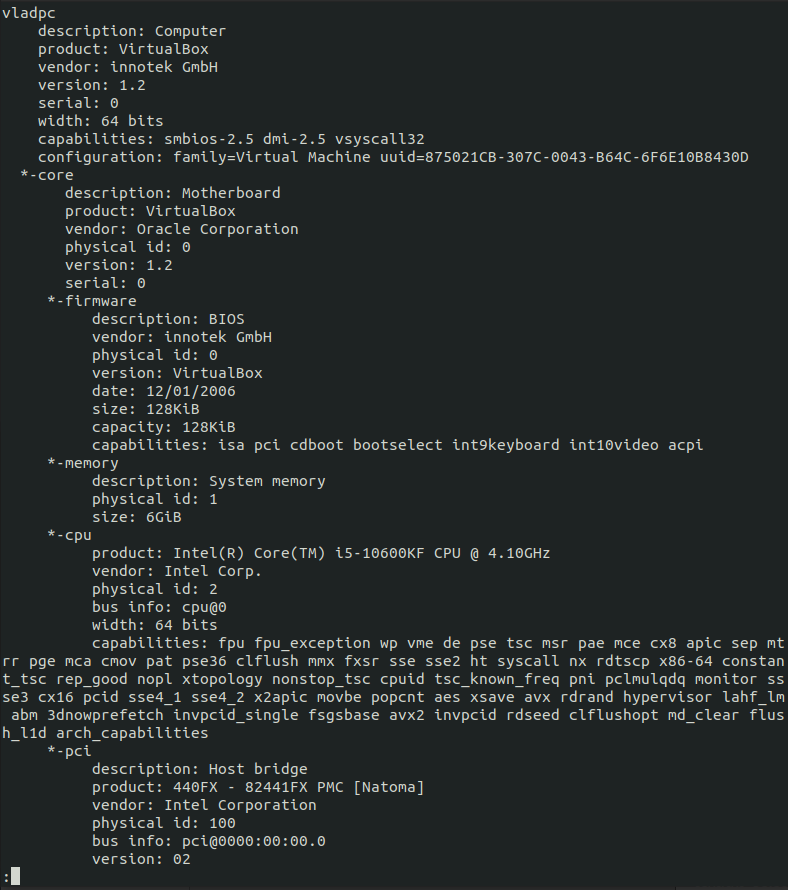 vladpc
    description: Computer
    product: VirtualBox
    vendor: innotek GmbH
    version: 1.2
    serial: 0
    width: 64 bits
    capabilities: smbios-2.5 dmi-2.5 vsyscall32
    configuration: family=Virtual Machine uuid=875021CB-307C-0043-B64C-6F6E10B8430D
  *-core
       description: Motherboard
       product: VirtualBox
       vendor: Oracle Corporation
       physical id: 0
       version: 1.2
       serial: 0
     *-firmware
          description: BIOS
          vendor: innotek GmbH
          physical id: 0
          version: VirtualBox
          date: 12/01/2006
          size: 128KiB
          capacity: 128KiB
          capabilities: isa pci cdboot bootselect int9keyboard int10video acpi
     *-memory
          description: System memory
          physical id: 1
          size: 6GiB
     *-cpu
          product: Intel(R) Core(TM) i5-10600KF CPU @ 4.10GHz
          vendor: Intel Corp.
          physical id: 2
          bus info: cpu@0
          width: 64 bits
          capabilities: fpu fpu_exception wp vme de pse tsc msr pae mce cx8 apic sep mt
rr pge mca cmov pat pse36 clflush mmx fxsr sse sse2 ht syscall nx rdtscp x86-64 constan
t_tsc rep_good nopl xtopology nonstop_tsc cpuid tsc_known_freq pni pclmulqdq monitor ss
se3 cx16 pcid sse4_1 sse4_2 x2apic movbe popcnt aes xsave avx rdrand hypervisor lahf_lm
 abm 3dnowprefetch invpcid_single fsgsbase avx2 invpcid rdseed clflushopt md_clear flus
h_l1d arch_capabilities
     *-pci
          description: Host bridge
          product: 440FX - 82441FX PMC [Natoma]
          vendor: Intel Corporation
          physical id: 100
          bus info: pci@0000:00:00.0
          version: 02
: